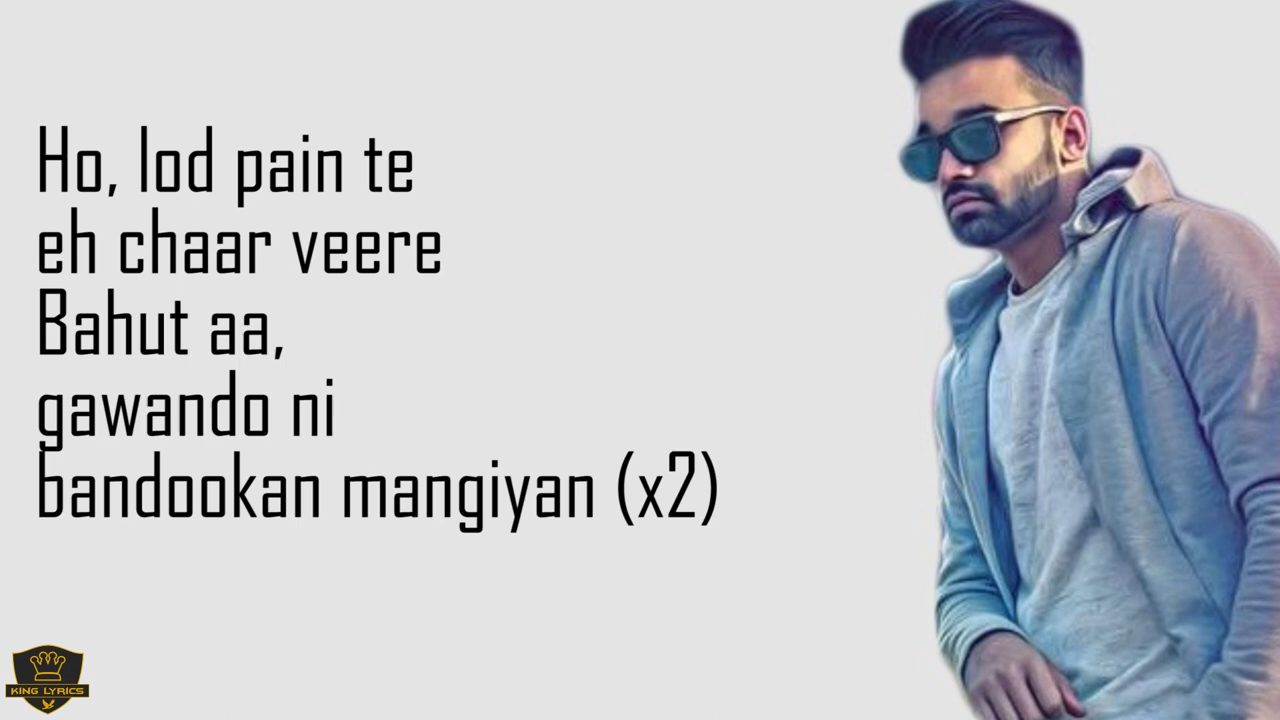 Ho, lod pain te
eh chaar veere
Bahut aa,
gawando ni
bandookan mangiyan (x2)
KING LYRICS